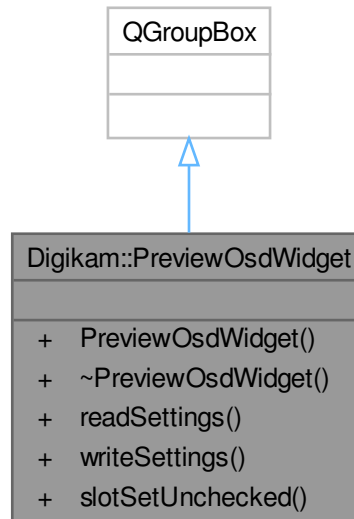 QGroupBox
Digikam::PreviewOsdWidget
+ PreviewOsdWidget()
+ ~PreviewOsdWidget()
+ readSettings()
+ writeSettings()
+ slotSetUnchecked()